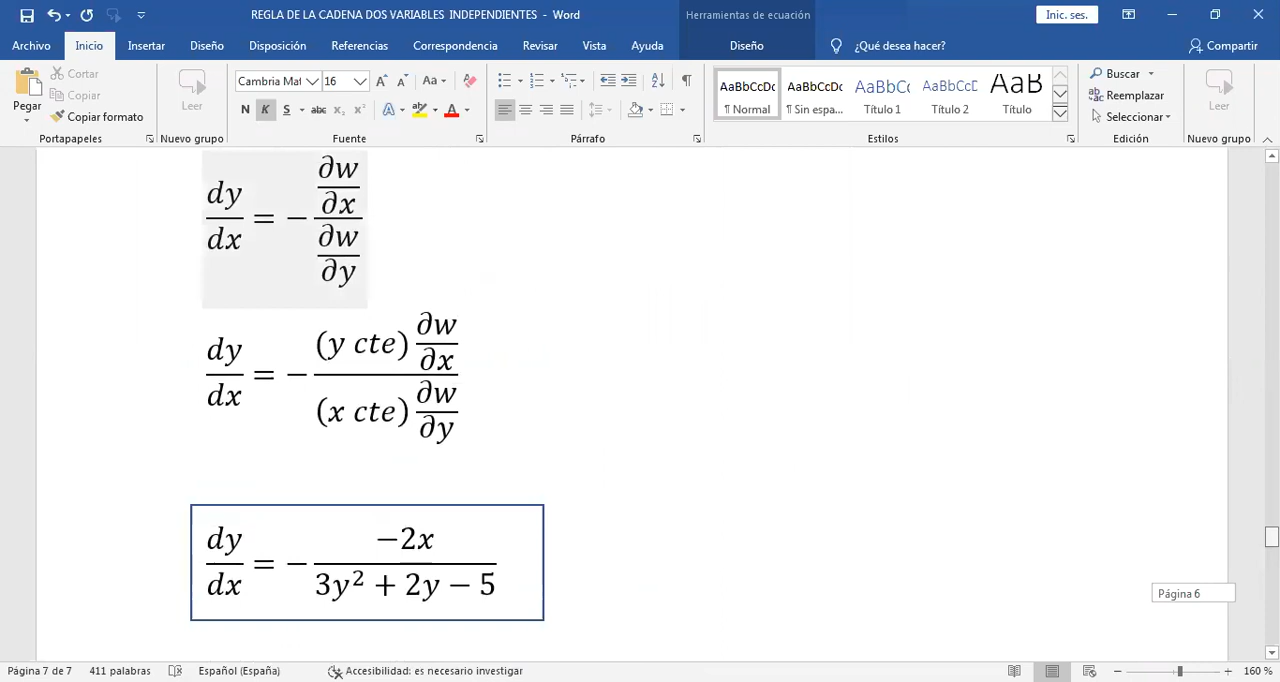 REGLA DE LA CADENA DOS VARIABLES INDEPENDIENTES - Word
Herramientas de ecuación
Inic. ses.
Archivo Inicio Insertar Diseño Disposición Referencias Correspondencia Revisar Vista Ayuda Diseño ¿Qué desea hacer? Compartir
Pegar
Cortar
Copiar
Copiar formato
Portapapeles
Leer
Nuevo grupo
Cambria Mat 16 A A Aa
N K S abc x₂ x² A A
Fuente
Párrafo
AaBbCcDc AaBbCcDc AaBbCc AaBbCcD AaB
¶ Normal ¶ Sin espa... Título 1 Título 2 Título
Estilos
Buscar
Reemplazar
Seleccionar
Edición
Leer
Nuevo grupo
dy/dx = − (∂w/∂x)/(∂w/∂y)
dy/dx = − ((y cte) ∂w/∂x)/((x cte) ∂w/∂y)
dy/dx = − (−2x)/(3y² + 2y − 5)
Página 6
Página 7 de 7 411 palabras Español (España) Accesibilidad: es necesario investigar 160 %